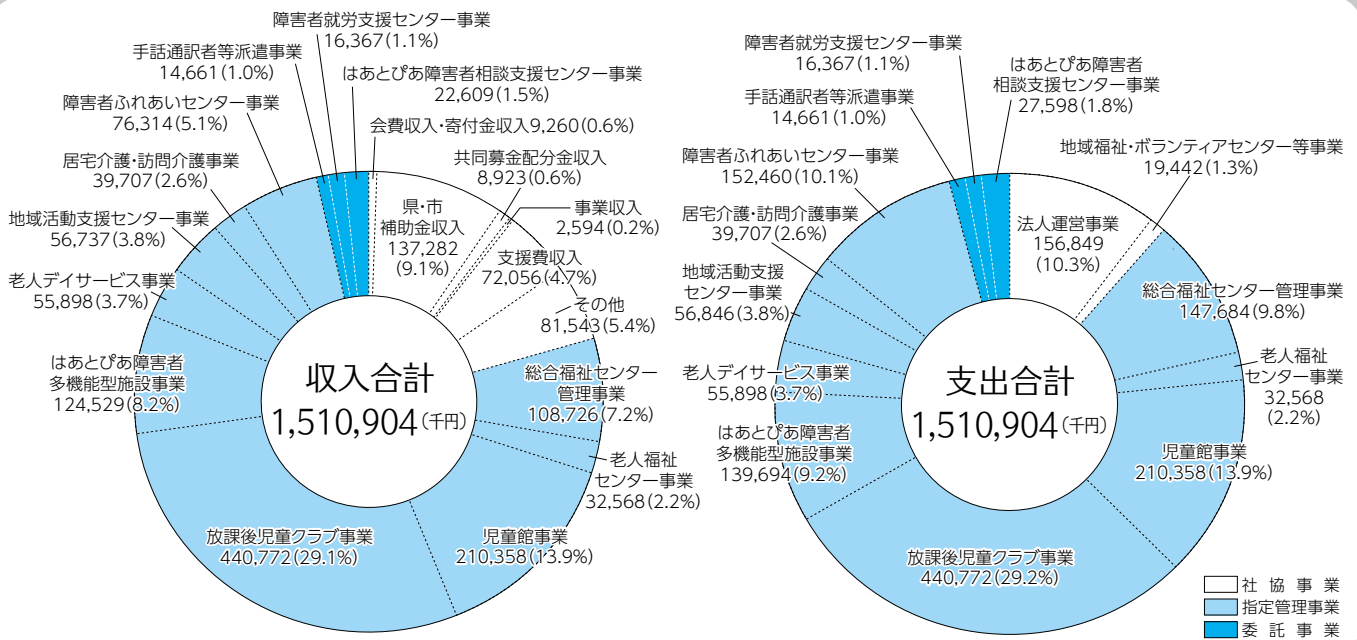 障害者就労支援センター事業
16,367(1.1%)
手話通訳者等派遣事業
14,661(1.0%)
はあとぴあ障害者相談支援センター事業
22,609(1.5%)
障害者ふれあいセンター事業
76,314(5.1%)
会費収入・寄付金収入9,260(0.6%)
居宅介護・訪問介護事業
39,707(2.6%)
共同募金配分金収入
8,923(0.6%)
地域活動支援センター事業
56,737(3.8%)
県・市
補助金収入
137,282
(9.1%)
事業収入
2,594(0.2%)
支援費収入
72,056(4.7%)
老人デイサービス事業
55,898(3.7%)
その他
81,543(5.4%)
はあとぴあ障害者
多機能型施設事業
124,529(8.2%)
収入合計
1,510,904(千円)
総合福祉センター
管理事業
108,726(7.2%)
老人福祉
センター事業
32,568(2.2%)
放課後児童クラブ事業
440,772(29.1%)
児童館事業
210,358(13.9%)
障害者就労支援センター事業
16,367(1.1%)
はあとぴあ障害者
相談支援センター事業
27,598(1.8%)
手話通訳者等派遣事業
14,661(1.0%)
地域福祉・ボランティアセンター等事業
19,442(1.3%)
障害者ふれあいセンター事業
152,460(10.1%)
居宅介護・訪問介護事業
39,707(2.6%)
法人運営事業
156,849
(10.3%)
地域活動支援
センター事業
56,846(3.8%)
総合福祉センター管理事業
147,684(9.8%)
老人デイサービス事業
55,898(3.7%)
老人福祉
センター事業
32,568
(2.2%)
支出合計
1,510,904(千円)
はあとぴあ障害者
多機能型施設事業
139,694(9.2%)
児童館事業
210,358(13.9%)
放課後児童クラブ事業
440,772(29.2%)
社協事業
指定管理事業
委託事業